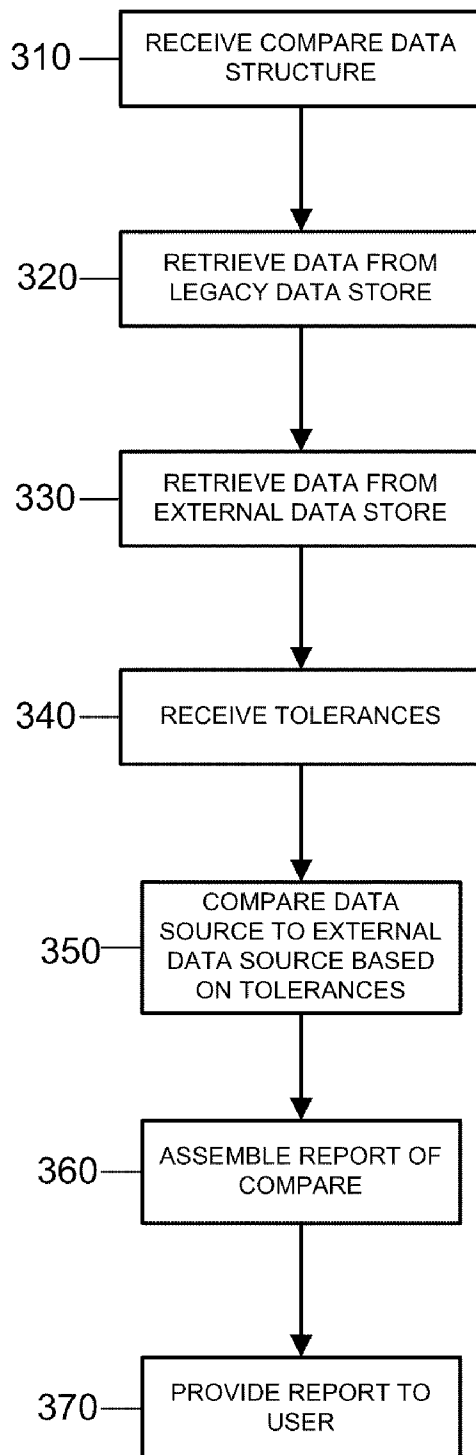 310
RECEIVE COMPARE DATA
STRUCTURE
320
RETRIEVE DATA FROM
LEGACY DATA STORE
330
RETRIEVE DATA FROM
EXTERNAL DATA STORE
340
RECEIVE TOLERANCES
350
COMPARE DATA
SOURCE TO EXTERNAL
DATA SOURCE BASED
ON TOLERANCES
360
ASSEMBLE REPORT OF
COMPARE
370
PROVIDE REPORT TO
USER